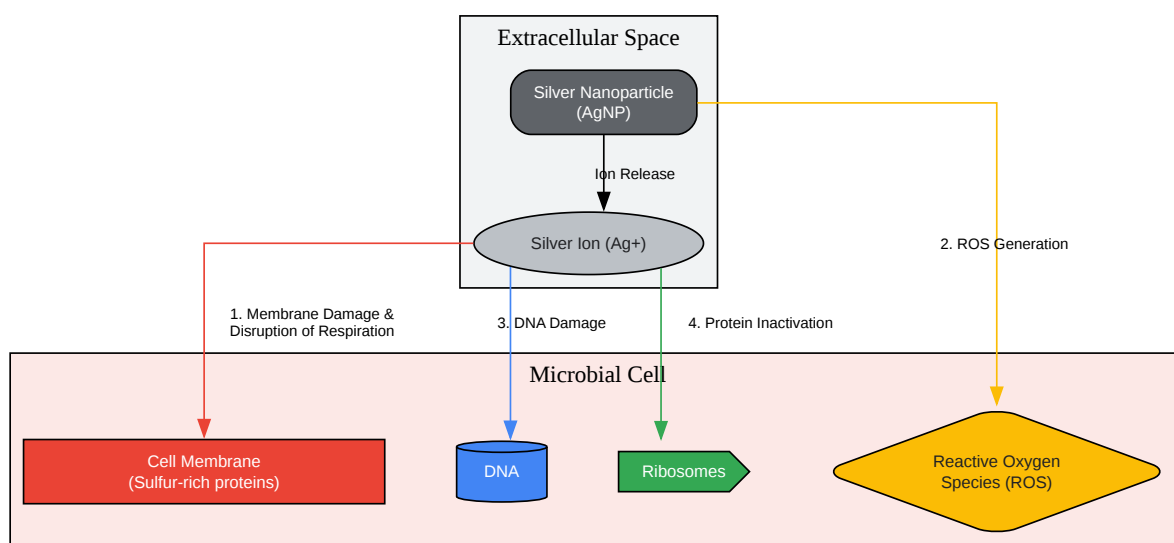 Extracellular Space
Silver Nanoparticle
(AgNP)
Ion Release
Silver Ion (Ag+)
2. ROS Generation
1. Membrane Damage &
Disruption of Respiration
3. DNA Damage
4. Protein Inactivation
Microbial Cell
Cell Membrane
(Sulfur-rich proteins)
DNA
Ribosomes
Reactive Oxygen
Species (ROS)